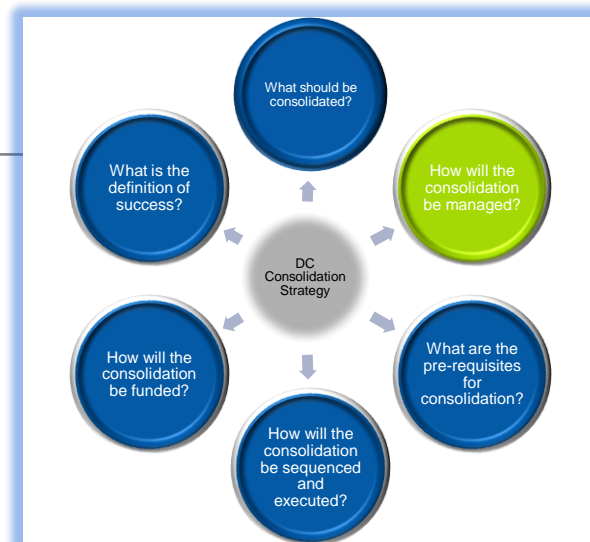 What should be
consolidated?
How will the
consolidation
be managed?
What are the
pre-requisites
for
consolidation?
How will the
consolidation
be sequenced
and
executed?
How will the
consolidation
be funded?
What is the
definition of
success?
DC
Consolidation
Strategy